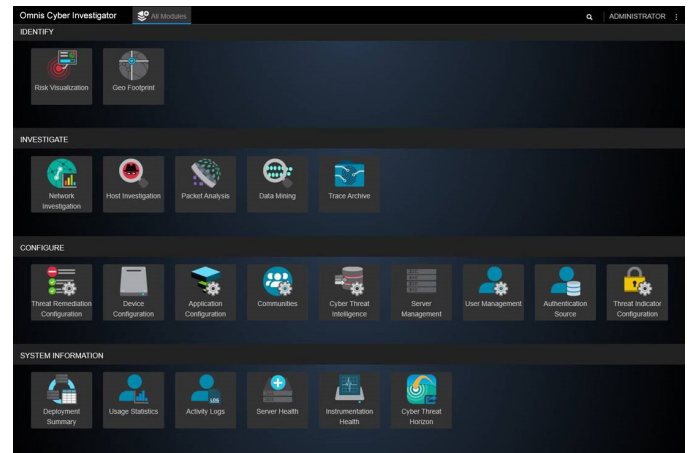 Omnis Cyber Investigator
All Modules
ADMINISTRATOR
IDENTIFY
Risk Visualization
Geo Footprint
INVESTIGATE
Network
Investigation
Host Investigation
Packet Analysis
Data Mining
Trace Archive
CONFIGURE
Threat Remediation
Configuration
Device
Configuration
Application
Configuration
Communities
Cyber Threat
Intelligence
Server
Management
User Management
Authentication
Source
Threat Indicator
Configuration
SYSTEM INFORMATION
Deployment
Summary
Usage Statistics
LOG
Activity Logs
Server Health
Instrumentation
Health
Cyber Threat
Horizon